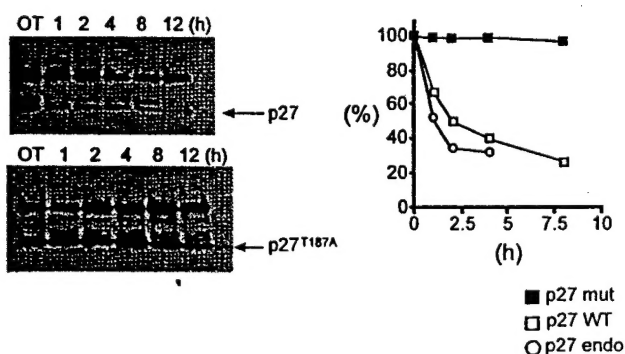 OT 1 2 4 8 12 (h)
p27
OT 1 2 4 8 12 (h)
p27T187A
100
80
60
40
20
0
(%)
0 2.5 5 7.5 10
(h)
p27 mut
p27 WT
p27 endo